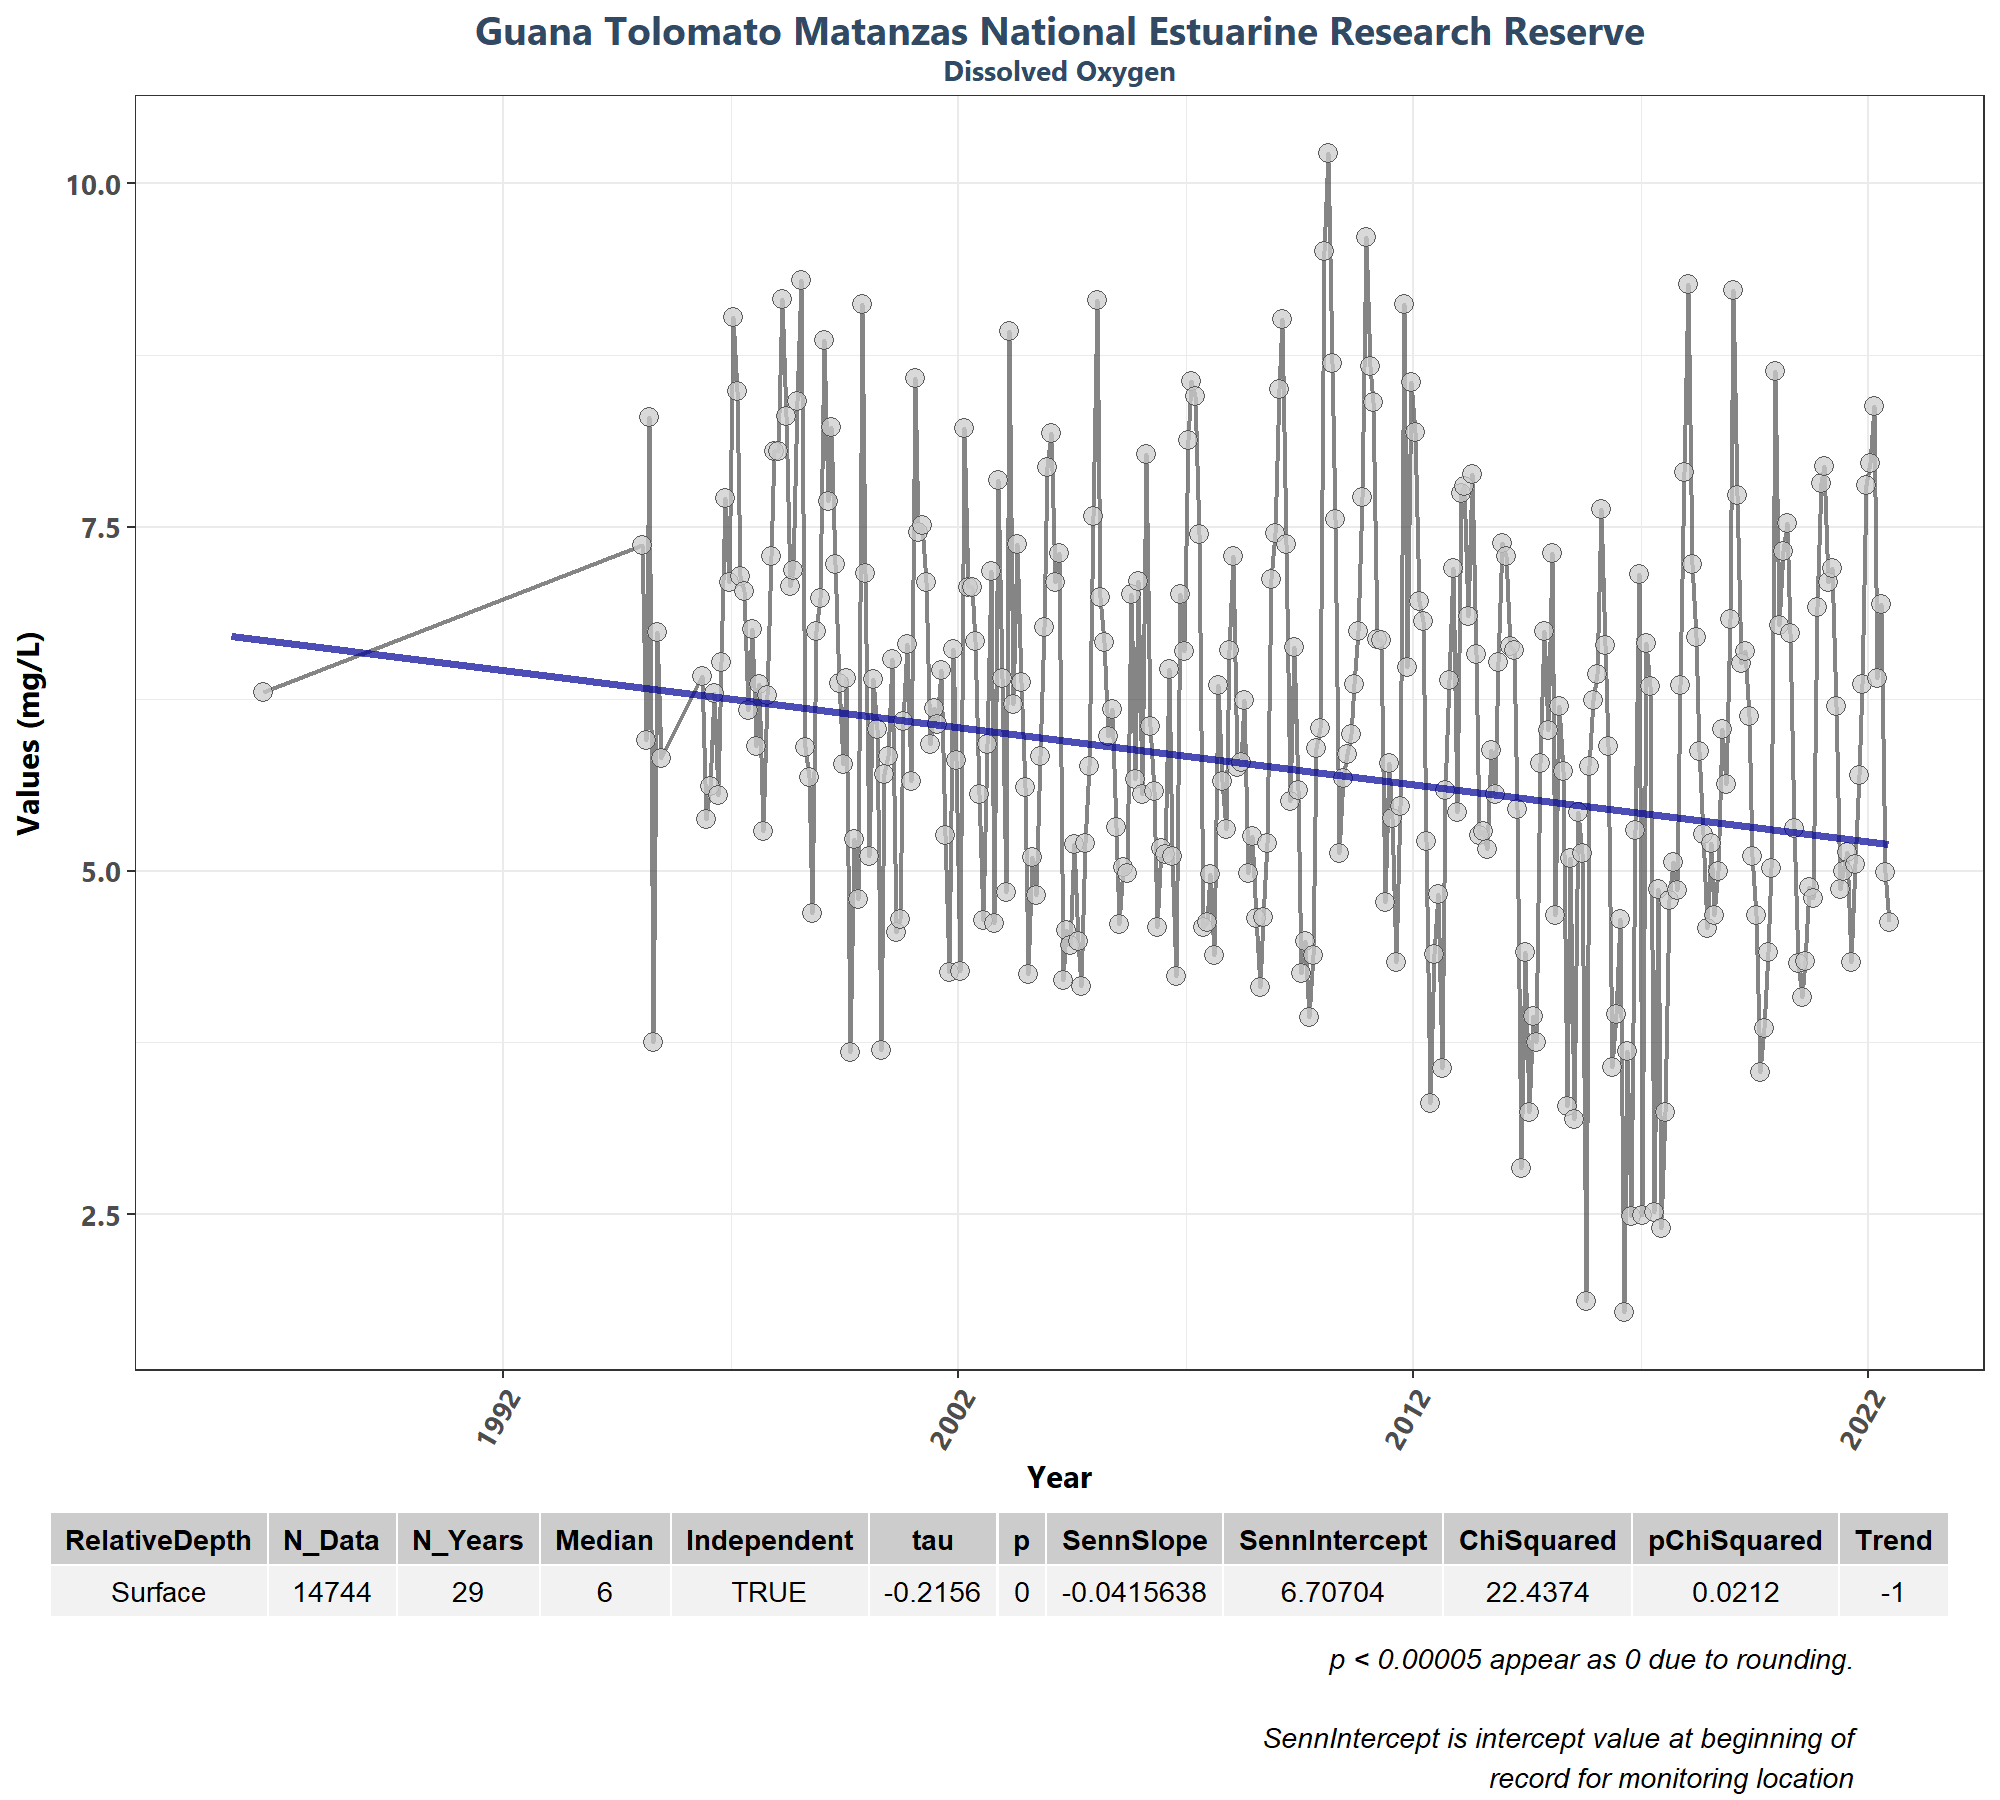 Guana Tolomato Matanzas National Estuarine Research Reserve
Dissolved Oxygen
10.0
7.5
5.0
2.5
Values (mg/L)
1992
2002
2012
2022
Year
RelativeDepth N_Data N_Years Median Independent tau p SennSlope SennIntercept ChiSquared pChiSquared Trend
Surface 14744 29 6 TRUE -0.2156 0 -0.0415638 6.70704 22.4374 0.0212 -1
p < 0.00005 appear as 0 due to rounding.
SennIntercept is intercept value at beginning of
record for monitoring location